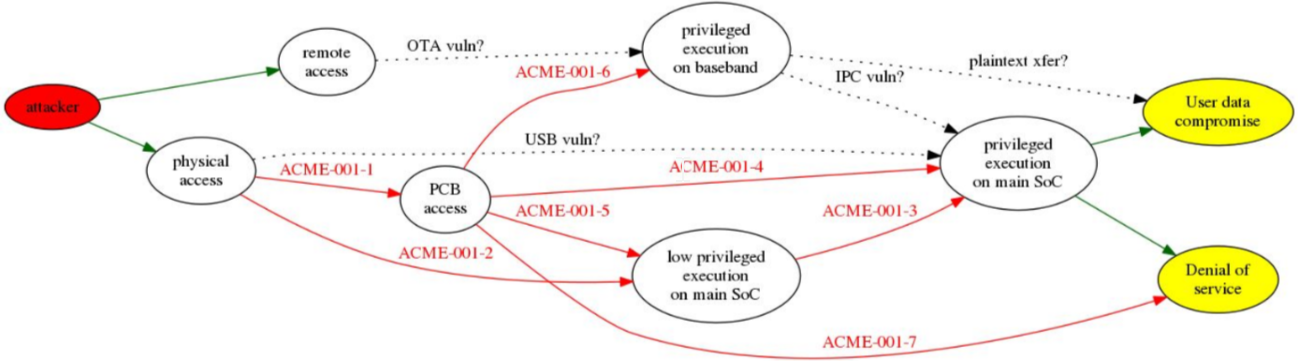 attacker
remote
access
physical
access
OTA vuln?
ACME-001-6
USB vuln?
ACME-001-1
PCB
access
ACME-001-4
ACME-001-5
ACME-001-2
privileged
execution
on baseband
low privileged
execution
on main SoC
plaintext xfer?
IPC vuln?
ACME-001-3
ACME-001-7
privileged
execution
on main SoC
User data
compromise
Denial of
service